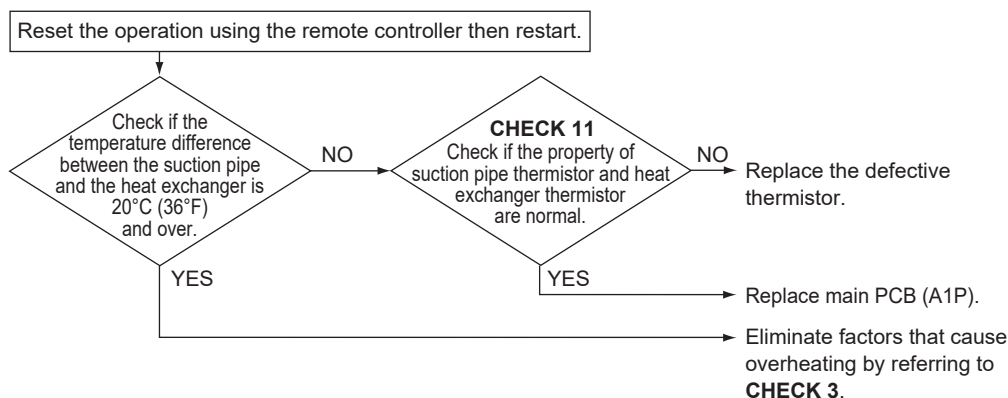 Reset the operation using the remote controller then restart.
Check if the
temperature difference
between the suction pipe
and the heat exchanger is
20°C (36°F)
and over.
NO
YES
CHECK 11
Check if the property of
suction pipe thermistor and heat
exchanger thermistor
are normal.
NO
Replace the defective
thermistor.
YES
Replace main PCB (A1P).
Eliminate factors that cause
overheating by referring to
CHECK 3.